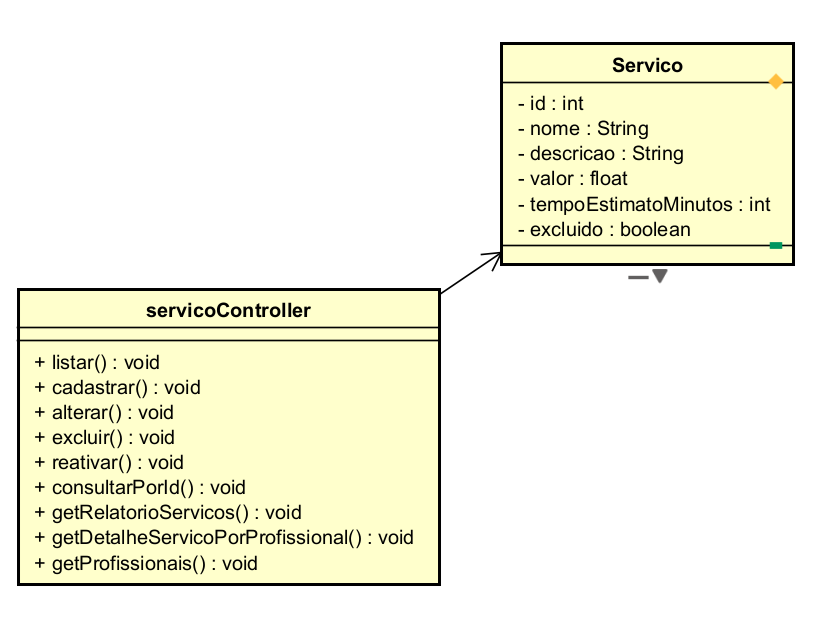 Servico
- id : int
- nome : String
- descricao : String
- valor : float
- tempoEstimatoMinutos : int
- excluido : boolean
servicoController
+ listar() : void
+ cadastrar() : void
+ alterar() : void
+ excluir() : void
+ reativar() : void
+ consultarPorId() : void
+ getRelatorioServicos() : void
+ getDetalheServicoPorProfissional() : void
+ getProfissionais() : void